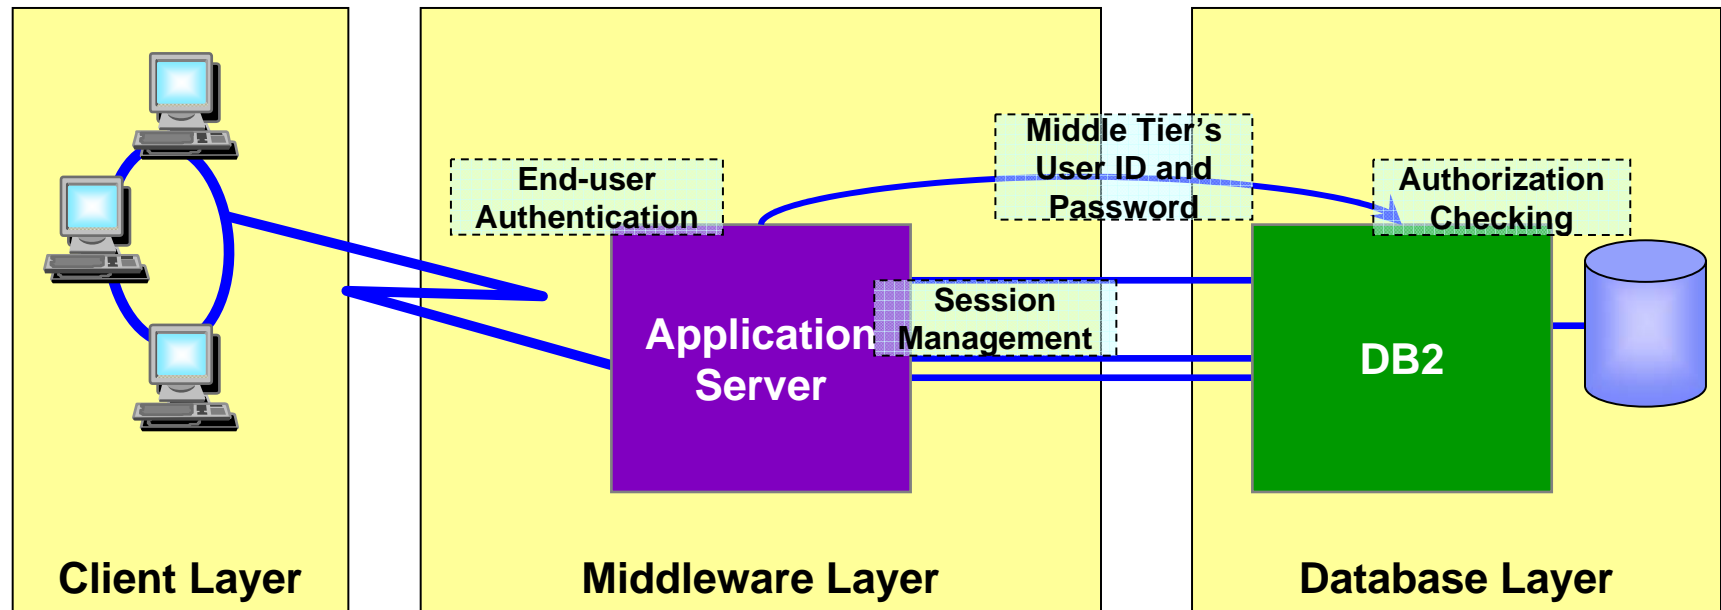 End-user
Authentication
Middle Tier’s
User ID and
Password
Authorization
Checking
Session
Management
Application
Server
DB2
Client Layer
Middleware Layer
Database Layer